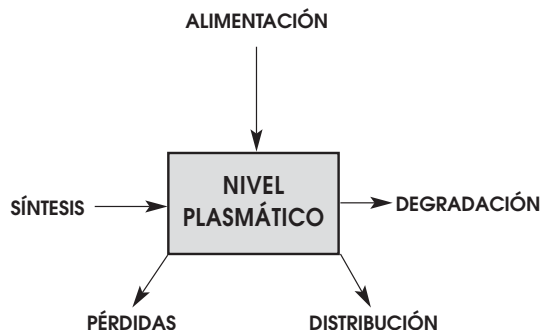 ALIMENTACIÓN
NIVEL
PLASMÁTICO
SÍNTESIS
DEGRADACIÓN
PÉRDIDAS
DISTRIBUCIÓN